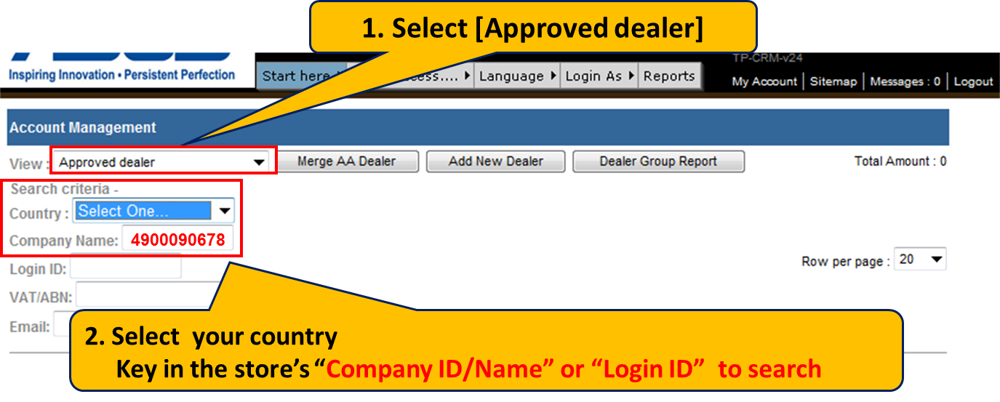 1. Select [Approved dealer]
TP-CRM-v24
Inspiring Innovation • Persistent Perfection
Start here
Language
Login As
Reports
My Account | Sitemap | Messages : 0 | Logout
Account Management
View : Approved dealer
Merge AA Dealer
Add New Dealer
Dealer Group Report
Total Amount : 0
Search criteria -
Country : Select One...
Company Name: 4900090678
Row per page : 20
Login ID:
VAT/ABN:
Email:
2. Select your country
Key in the store's “Company ID/Name” or “Login ID” to search